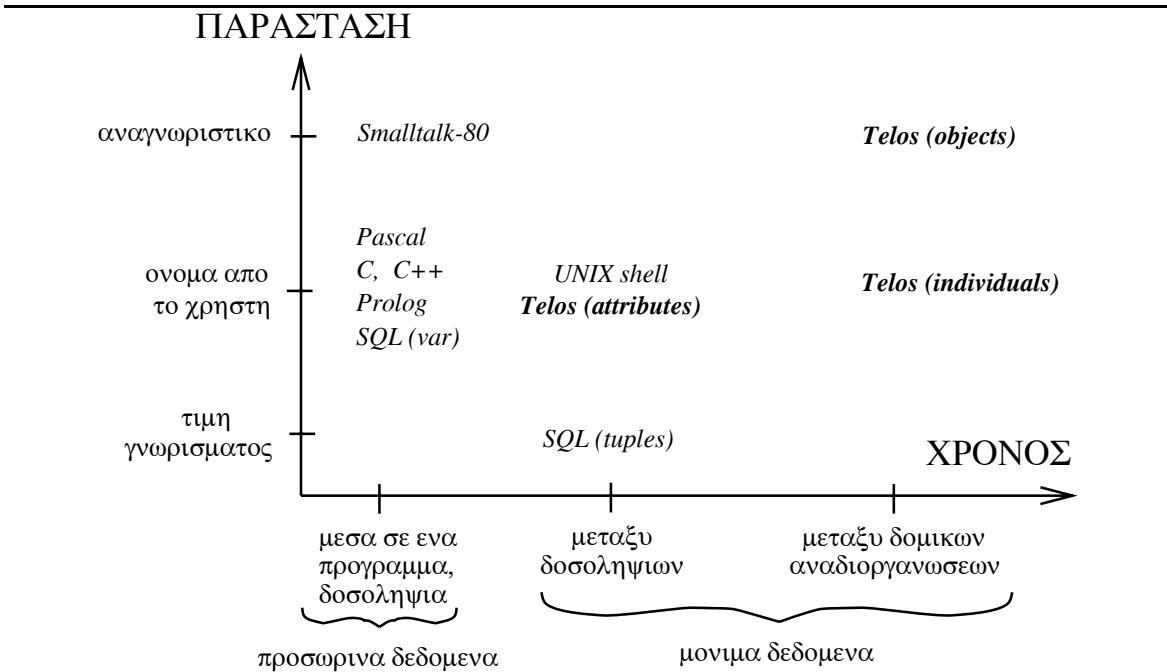 ΠΑΡΑΣΤΑΣΗ
αναγνωριστικο
Smalltalk-80
Telos (objects)
Pascal
C, C++
Prolog
SQL (var)
ονομα απο
το χρηστη
UNIX shell
Telos (attributes)
Telos (individuals)
τιμη
γνωρισματος
SQL (tuples)
ΧΡΟΝΟΣ
μεσα σε ενα
προγραμμα,
δοσοληψια
μεταξυ
δοσοληψιων
μεταξυ δομικων
αναδιοργανωσεων
προσωρινα δεδομενα
μονιμα δεδομενα